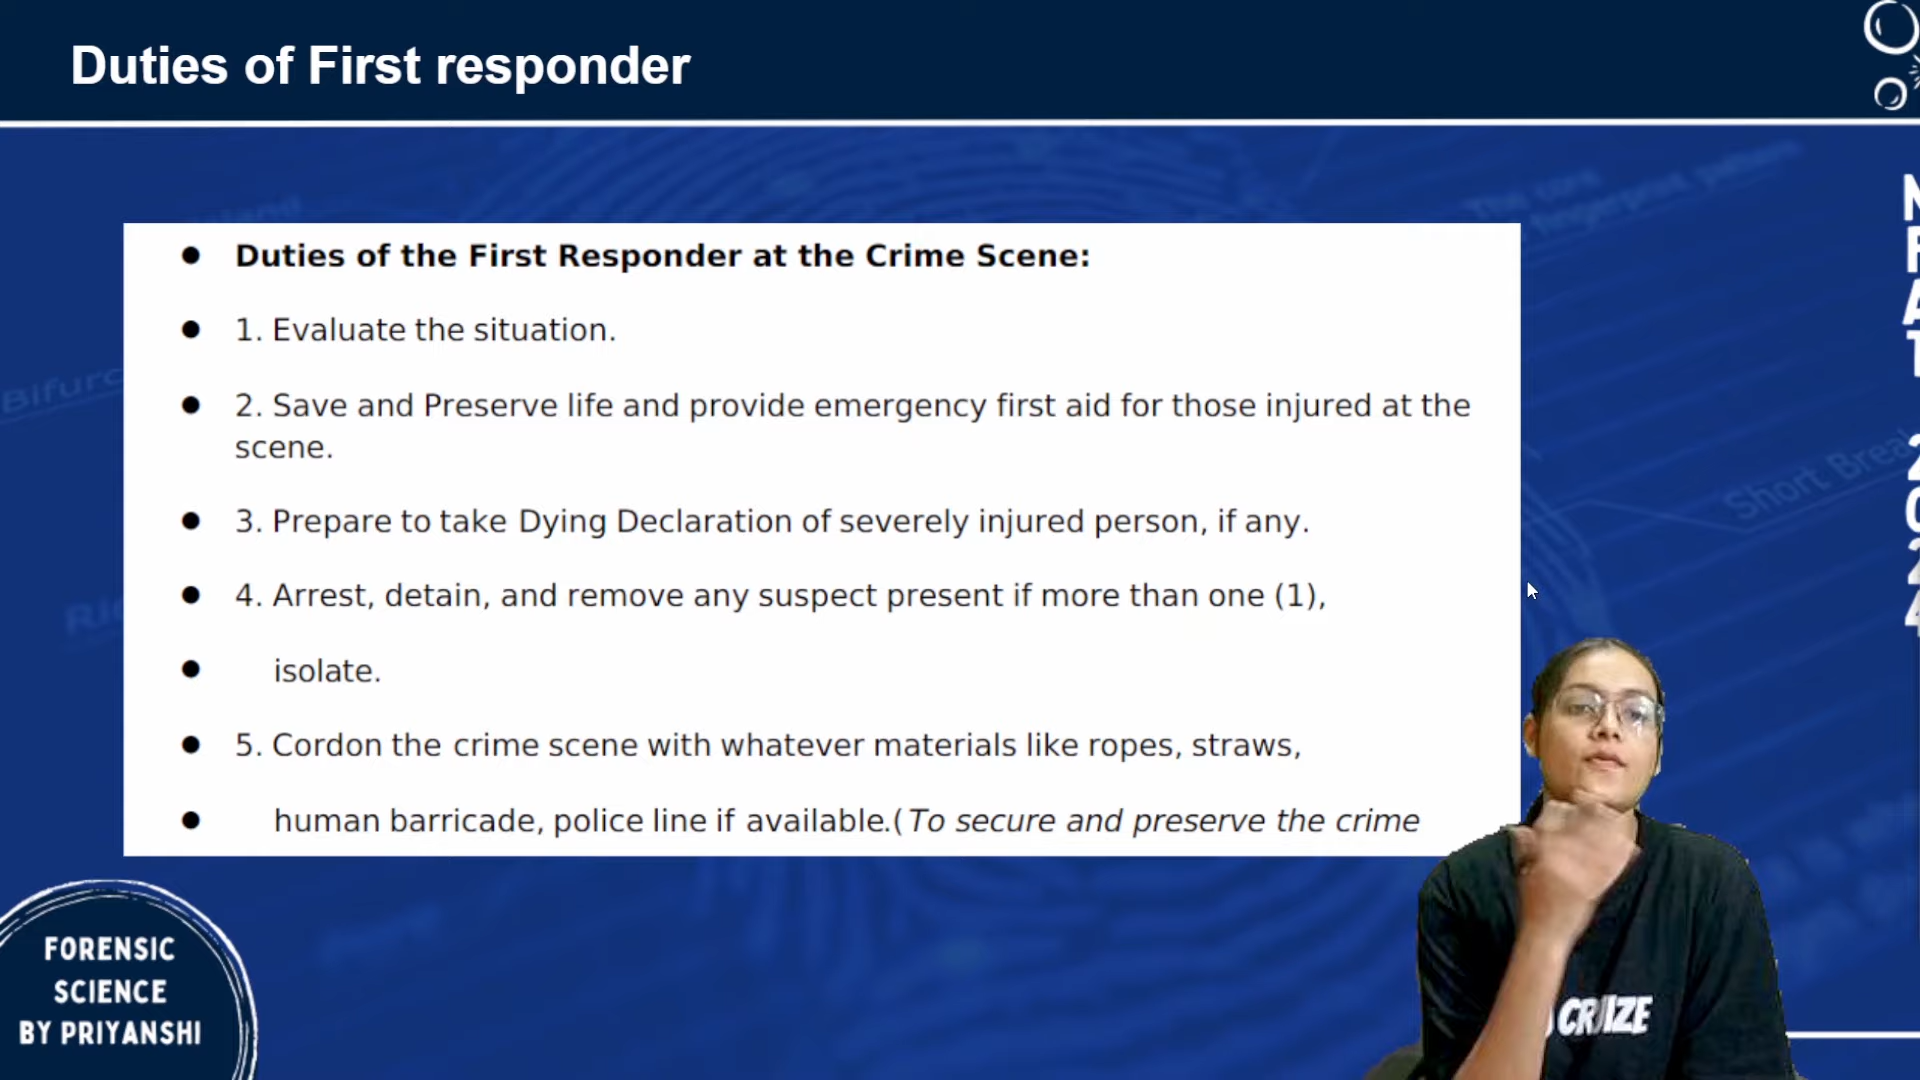 Duties of First responder
● Duties of the First Responder at the Crime Scene:
● 1. Evaluate the situation.
● 2. Save and Preserve life and provide emergency first aid for those injured at the
scene.
● 3. Prepare to take Dying Declaration of severely injured person, if any.
● 4. Arrest, detain, and remove any suspect present if more than one (1),
● isolate.
● 5. Cordon the crime scene with whatever materials like ropes, straws,
● human barricade, police line if available.( To secure and preserve the crime
FORENSIC
SCIENCE
BY PRIYANSHI
Short Break